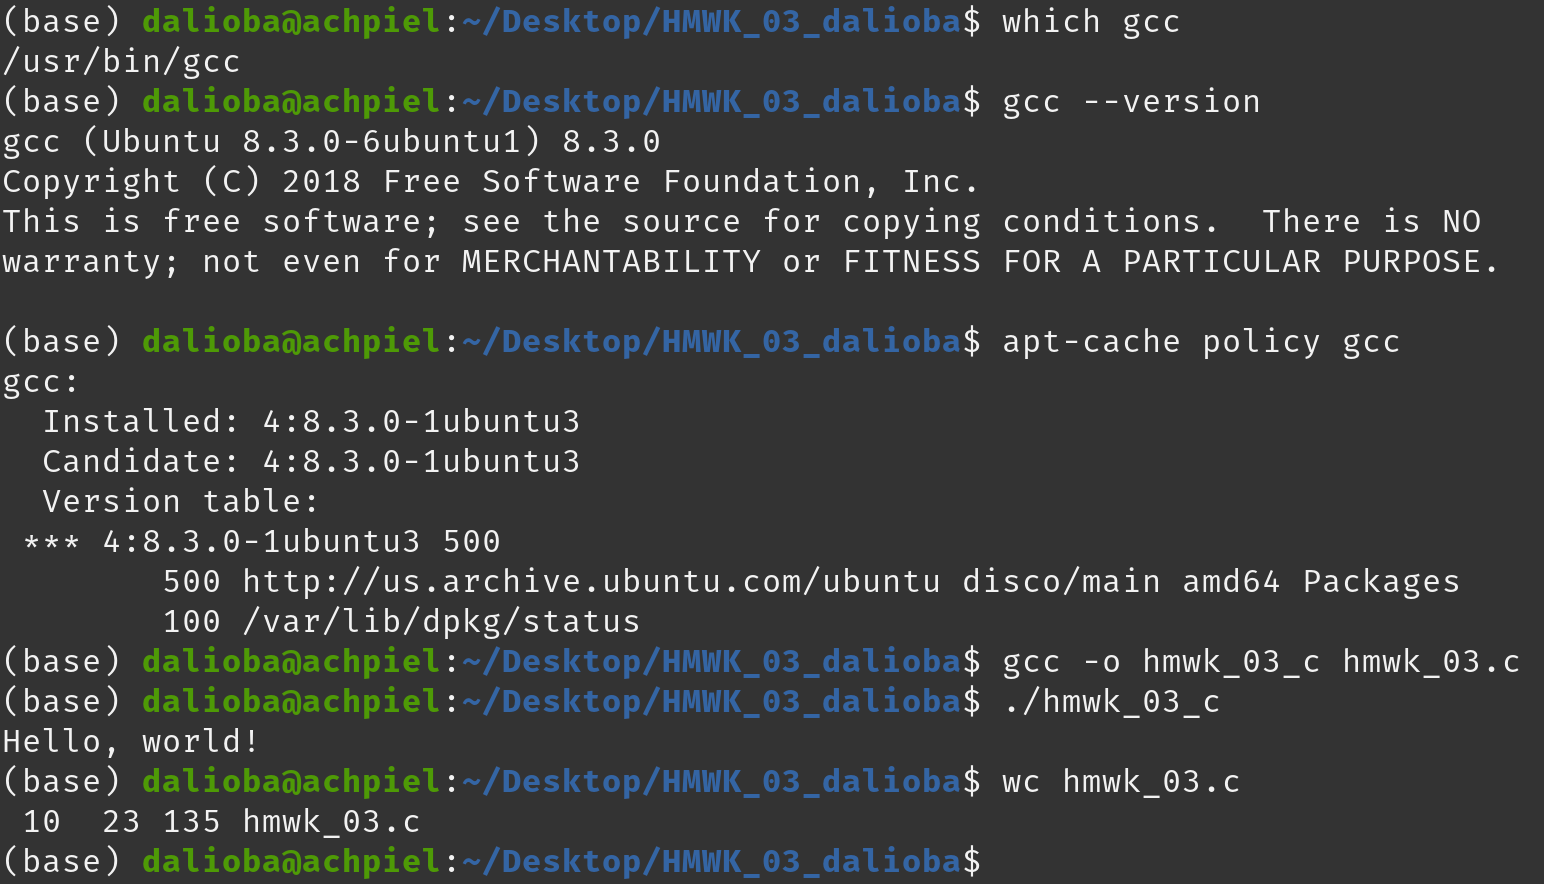 (base) dalioba@achpiel:~/Desktop/HMWK_03_dalioba$ which gcc
/usr/bin/gcc
(base) dalioba@achpiel:~/Desktop/HMWK_03_dalioba$ gcc --version
gcc (Ubuntu 8.3.0-6ubuntu1) 8.3.0
Copyright (C) 2018 Free Software Foundation, Inc.
This is free software; see the source for copying conditions.  There is NO
warranty; not even for MERCHANTABILITY or FITNESS FOR A PARTICULAR PURPOSE.

(base) dalioba@achpiel:~/Desktop/HMWK_03_dalioba$ apt-cache policy gcc
gcc:
  Installed: 4:8.3.0-1ubuntu3
  Candidate: 4:8.3.0-1ubuntu3
  Version table:
 *** 4:8.3.0-1ubuntu3 500
        500 http://us.archive.ubuntu.com/ubuntu disco/main amd64 Packages
        100 /var/lib/dpkg/status
(base) dalioba@achpiel:~/Desktop/HMWK_03_dalioba$ gcc -o hmwk_03_c hmwk_03.c
(base) dalioba@achpiel:~/Desktop/HMWK_03_dalioba$ ./hmwk_03_c
Hello, world!
(base) dalioba@achpiel:~/Desktop/HMWK_03_dalioba$ wc hmwk_03.c
 10  23 135 hmwk_03.c
(base) dalioba@achpiel:~/Desktop/HMWK_03_dalioba$